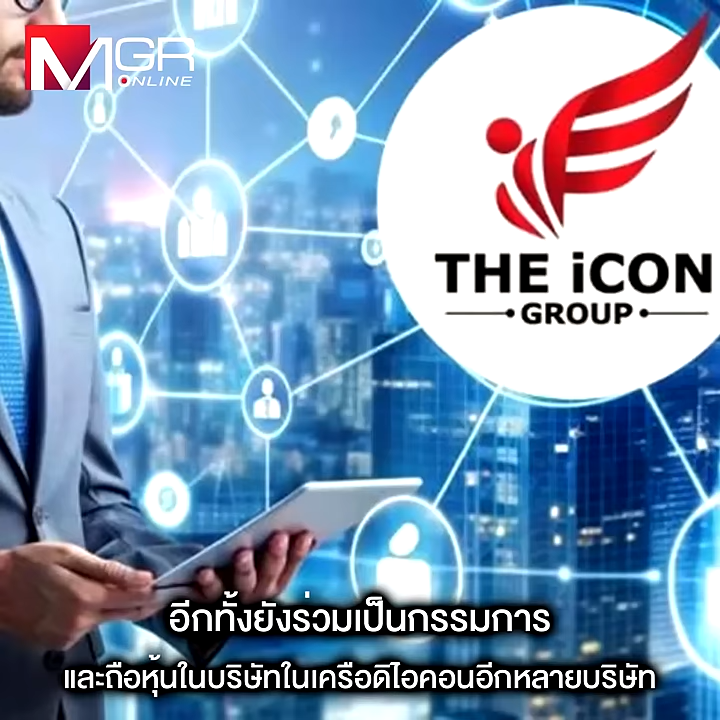 MGR
ONLINE
THE iCON
GROUP
อีกทั้งยังร่วมเป็นกรรมการ
และถือหุ้นในบริษัทในเครือดิไอคอนอีกหลายบริษัท